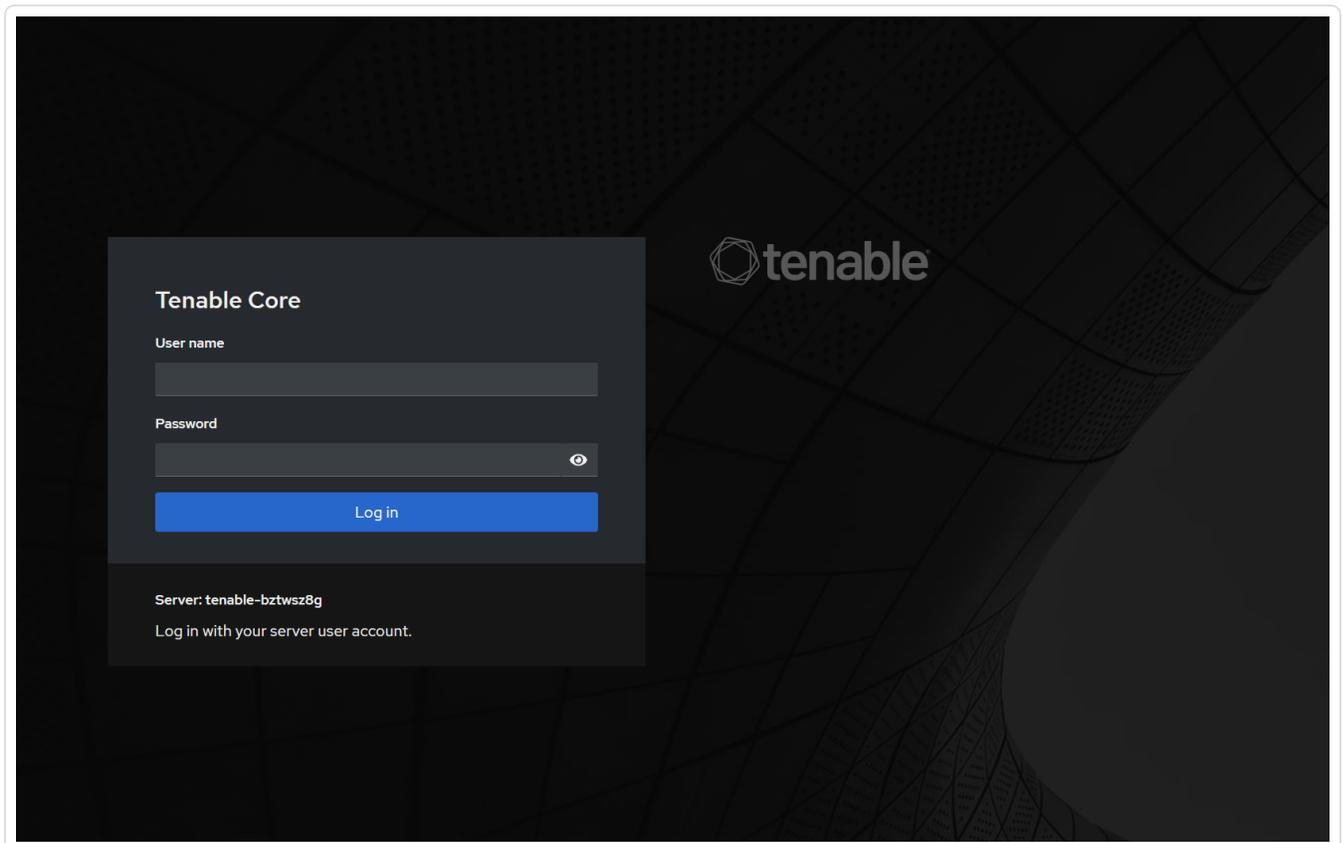 tenable
Tenable Core
User name
Password
Log in
Server: tenable-bztwsz8g
Log in with your server user account.